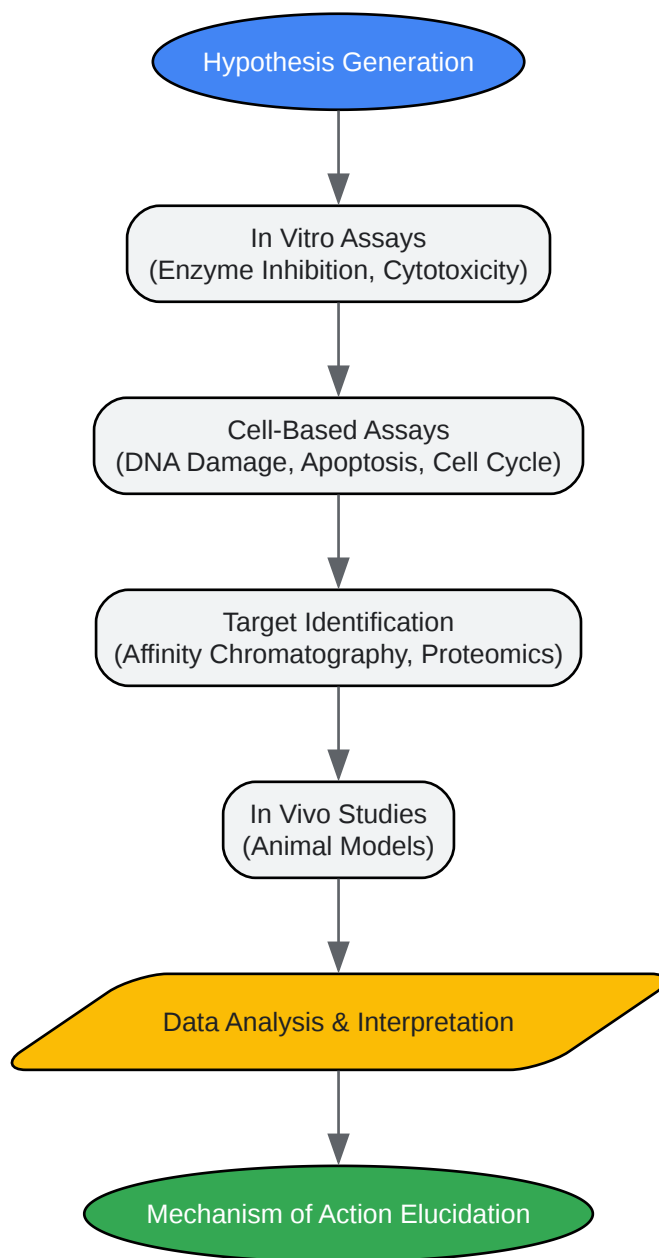 Hypothesis Generation
In Vitro Assays
(Enzyme Inhibition, Cytotoxicity)
Cell-Based Assays
(DNA Damage, Apoptosis, Cell Cycle)
Target Identification
(Affinity Chromatography, Proteomics)
In Vivo Studies
(Animal Models)
Data Analysis & Interpretation
Mechanism of Action Elucidation